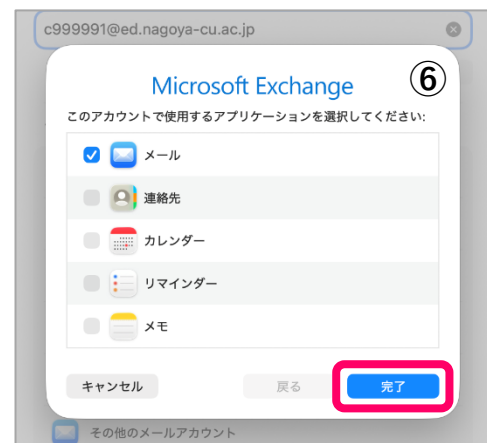 c999991@ed.nagoya-cu.ac.jp
⑥
Microsoft Exchange
このアカウントで使用するアプリケーションを選択してください:
メール
連絡先
カレンダー
リマインダー
メモ
キャンセル 戻る 完了
その他のメールアカウント